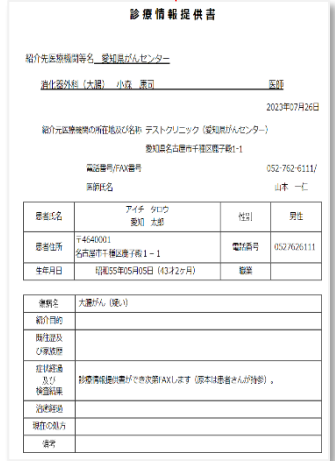 診療情報提供書
紹介先医療機関等名 愛知県がんセンター
消化器外科（大腸） 小森 康司 医師
2023年07月26日
紹介元医療機関の所在地及び名称 テストクリニック（愛知県がんセンター）
愛知県名古屋市千種区鹿子殿1-1
電話番号/FAX番号 052-762-6111/
医師氏名 山本 一仁
患者氏名 アイチ タロウ 性別 男性
愛知 太郎
患者住所 〒4640001 電話番号 0527626111
名古屋市千種区鹿子殿１－１
生年月日 昭和55年05月05日（43才2ヶ月） 職業
傷病名 大腸がん（疑い）
紹介目的
既往歴及
び家族歴
症状経過
及び
検査結果 診療情報提供書ができ次第FAXします（原本は患者さんが持参）。
治療経過
現在の処方
備考